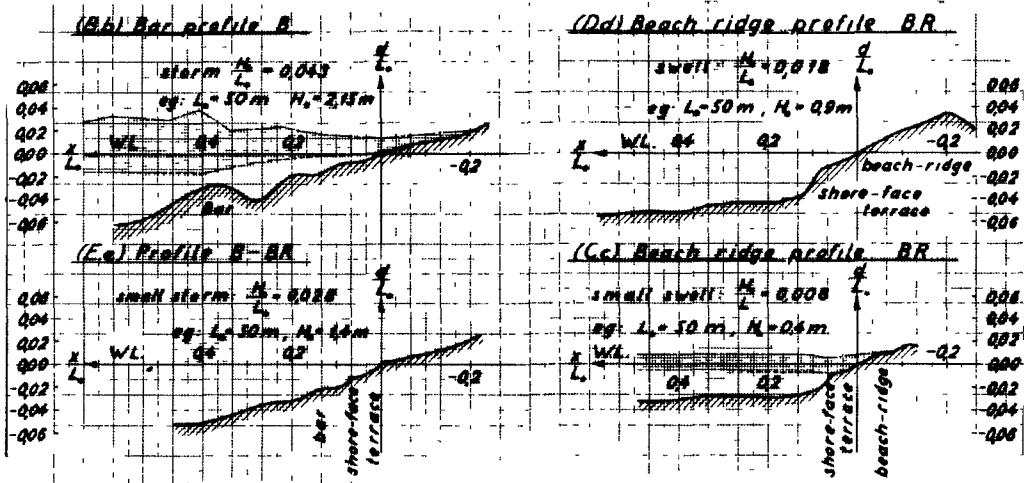 (Bb) Bar profile B
d
L₀
storm H₀/L₀ = 0,043
eg: L₀ = 50 m H₀ = 2,15 m
0,06
0,04
0,02
0,00
-0,02
-0,04
-0,06
x
L₀
W.L.
0,4
0,2
-0,2
Bar
(Dd) Beach ridge profile BR
d
L₀
swell: H₀/L₀ = 0,018
eg: L₀ = 50 m, H₀ = 0,9 m
x
L₀
W.L.
0,4
0,2
-0,2
beach-ridge
shore-face
terrace
0,06
0,04
0,02
0,00
-0,02
-0,04
-0,06
(Ee) Profile B-BR
d
L₀
small storm: H₀/L₀ = 0,028
eg: L₀ = 50 m, H₀ = 1,4 m
0,06
0,04
0,02
0,00
-0,02
-0,04
-0,06
x
L₀
W.L.
0,4
0,2
-0,2
bar
shore-face
terrace
(Cc) Beach ridge profile BR
d
L₀
small swell: H₀/L = 0,008
eg: L₀ = 50 m, H₀ = 0,4 m
x
L₀
W.L.
0,4
0,2
-0,2
shore-face
terrace
beach-ridge
0,06
0,04
0,02
0,00
-0,02
-0,04
-0,06